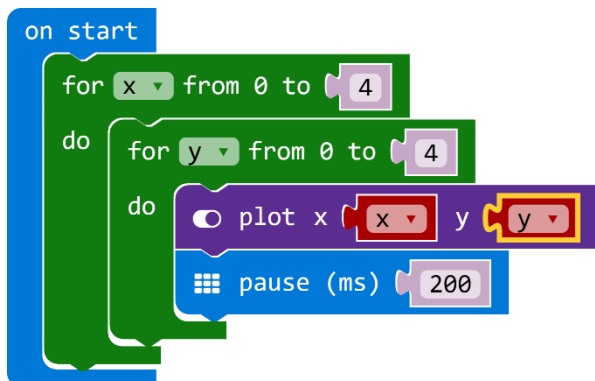 on start
for x from 0 to 4
do for y from 0 to 4
do plot x x y y
pause (ms) 200